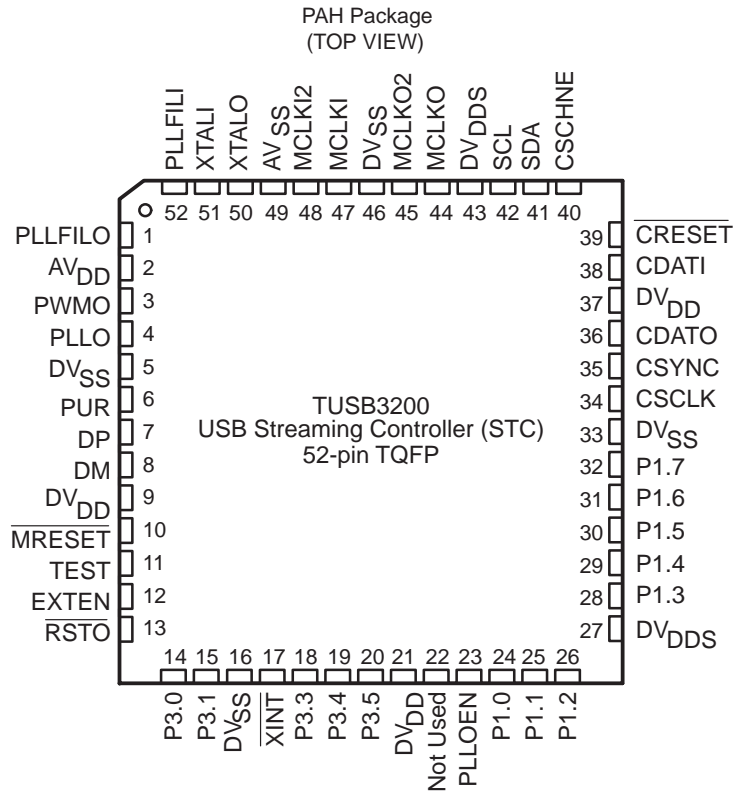 PAH Package
(TOP VIEW)
PLLFILI
XTALI
XTALO
AVSS
MCLKI2
MCLKI
DVSS
MCLKO2
MCLKO
DVDDS
SCL
SDA
CSCHNE
52 51 50 49 48 47 46 45 44 43 42 41 40
PLLFILO 1
AVDD 2
PWMO 3
PLLO 4
DVSS 5
PUR 6
DP 7
DM 8
DVDD 9
MRESET 10
TEST 11
EXTEN 12
RSTO 13
TUSB3200
USB Streaming Controller (STC)
52-pin TQFP
39 CRESET
38 CDATI
37 DVDD
36 CDATO
35 CSYNC
34 CSCLK
33 DVSS
32 P1.7
31 P1.6
30 P1.5
29 P1.4
28 P1.3
27 DVDDS
14 15 16 17 18 19 20 21 22 23 24 25 26
P3.0
P3.1
DVSS
XINT
P3.3
P3.4
P3.5
DVDD
Not Used
PLLOEN
P1.0
P1.1
P1.2